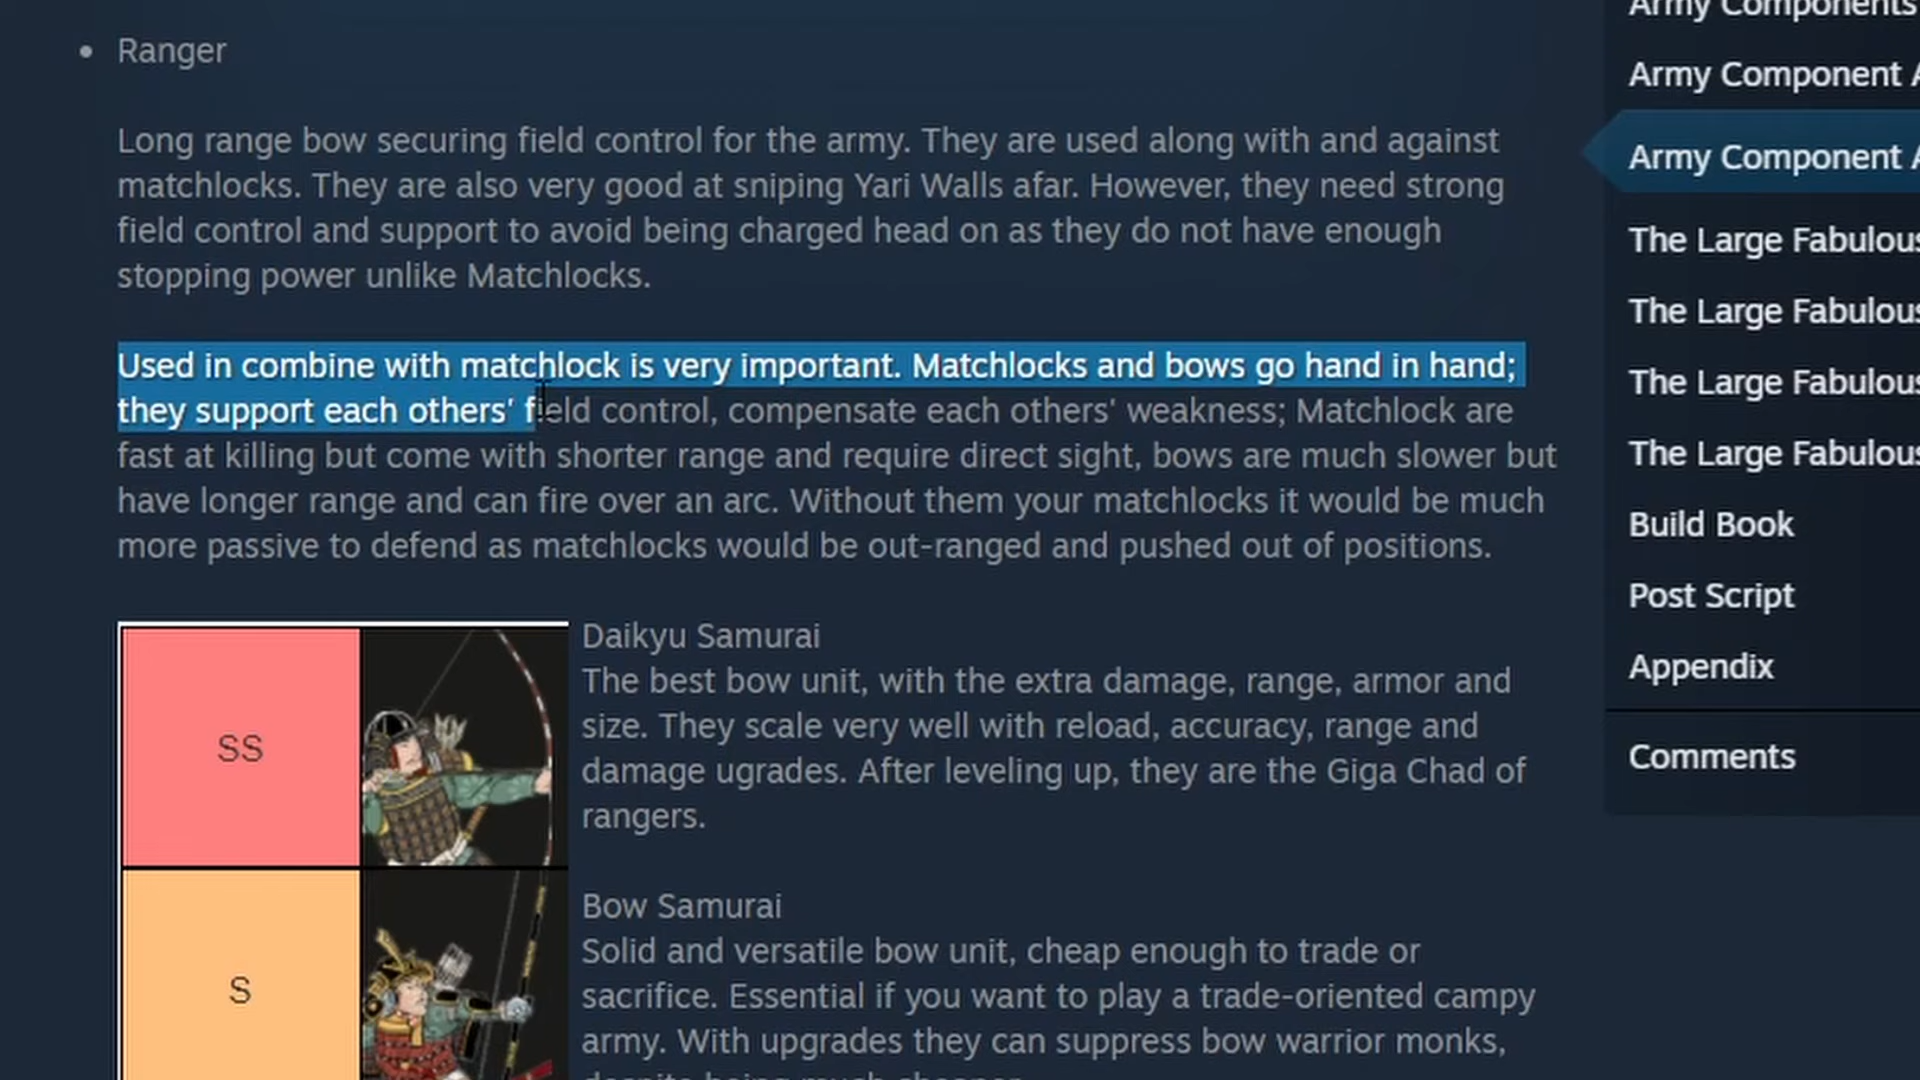 Ranger
Long range bow securing field control for the army. They are used along with and against
matchlocks. They are also very good at sniping Yari Walls afar. However, they need strong
field control and support to avoid being charged head on as they do not have enough
stopping power unlike Matchlocks.
Used in combine with matchlock is very important. Matchlocks and bows go hand in hand;
they support each others' field control, compensate each others' weakness; Matchlock are
fast at killing but come with shorter range and require direct sight, bows are much slower but
have longer range and can fire over an arc. Without them your matchlocks it would be much
more passive to defend as matchlocks would be out-ranged and pushed out of positions.
SS
Daikyu Samurai
The best bow unit, with the extra damage, range, armor and
size. They scale very well with reload, accuracy, range and
damage ugrades. After leveling up, they are the Giga Chad of
rangers.
S
Bow Samurai
Solid and versatile bow unit, cheap enough to trade or
sacrifice. Essential if you want to play a trade-oriented campy
army. With upgrades they can suppress bow warrior monks,
Army Components
Army Component A
Army Component A
The Large Fabulous
The Large Fabulous
The Large Fabulous
The Large Fabulous
Build Book
Post Script
Appendix
Comments